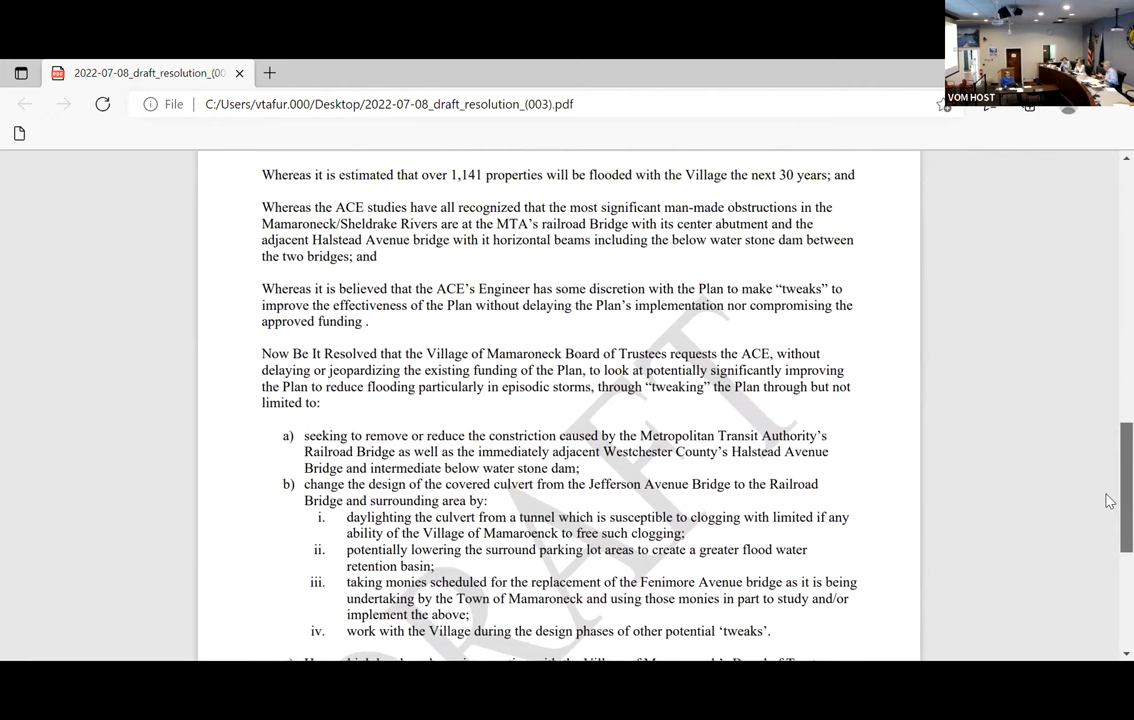 2022-07-08_draft_resolution_(00
File
C:/Users/vtafur.000/Desktop/2022-07-08_draft_resolution_(003).pdf
VOM HOST
Whereas it is estimated that over 1,141 properties will be flooded with the Village the next 30 years; and
Whereas the ACE studies have all recognized that the most significant man-made obstructions in the
Mamaroneck/Sheldrake Rivers are at the MTA's railroad Bridge with its center abutment and the
adjacent Halstead Avenue bridge with it horizontal beams including the below water stone dam between
the two bridges; and
Whereas it is believed that the ACE's Engineer has some discretion with the Plan to make “tweaks” to
improve the effectiveness of the Plan without delaying the Plan's implementation nor compromising the
approved funding .
Now Be It Resolved that the Village of Mamaroneck Board of Trustees requests the ACE, without
delaying or jeopardizing the existing funding of the Plan, to look at potentially significantly improving
the Plan to reduce flooding particularly in episodic storms, through “tweaking” the Plan through but not
limited to:
a) seeking to remove or reduce the constriction caused by the Metropolitan Transit Authority's
Railroad Bridge as well as the immediately adjacent Westchester County's Halstead Avenue
Bridge and intermediate below water stone dam;
b) change the design of the covered culvert from the Jefferson Avenue Bridge to the Railroad
Bridge and surrounding area by:
i. daylighting the culvert from a tunnel which is susceptible to clogging with limited if any
ability of the Village of Mamaroenck to free such clogging;
ii. potentially lowering the surround parking lot areas to create a greater flood water
retention basin;
iii. taking monies scheduled for the replacement of the Fenimore Avenue bridge as it is being
undertaking by the Town of Mamaroneck and using those monies in part to study and/or
implement the above;
iv. work with the Village during the design phases of other potential ‘tweaks’.
DRAFT